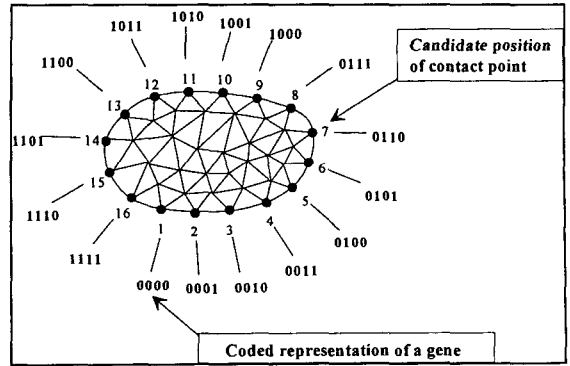 1010
1011 1001
1000
1100 0111
Candidate position
of contact point
11 10
12 9
13 8
1101 14 7 0110
15 6
0101
1110 16 5
1 2 3 4 0100
1111 0011
0000 0001 0010
Coded representation of a gene